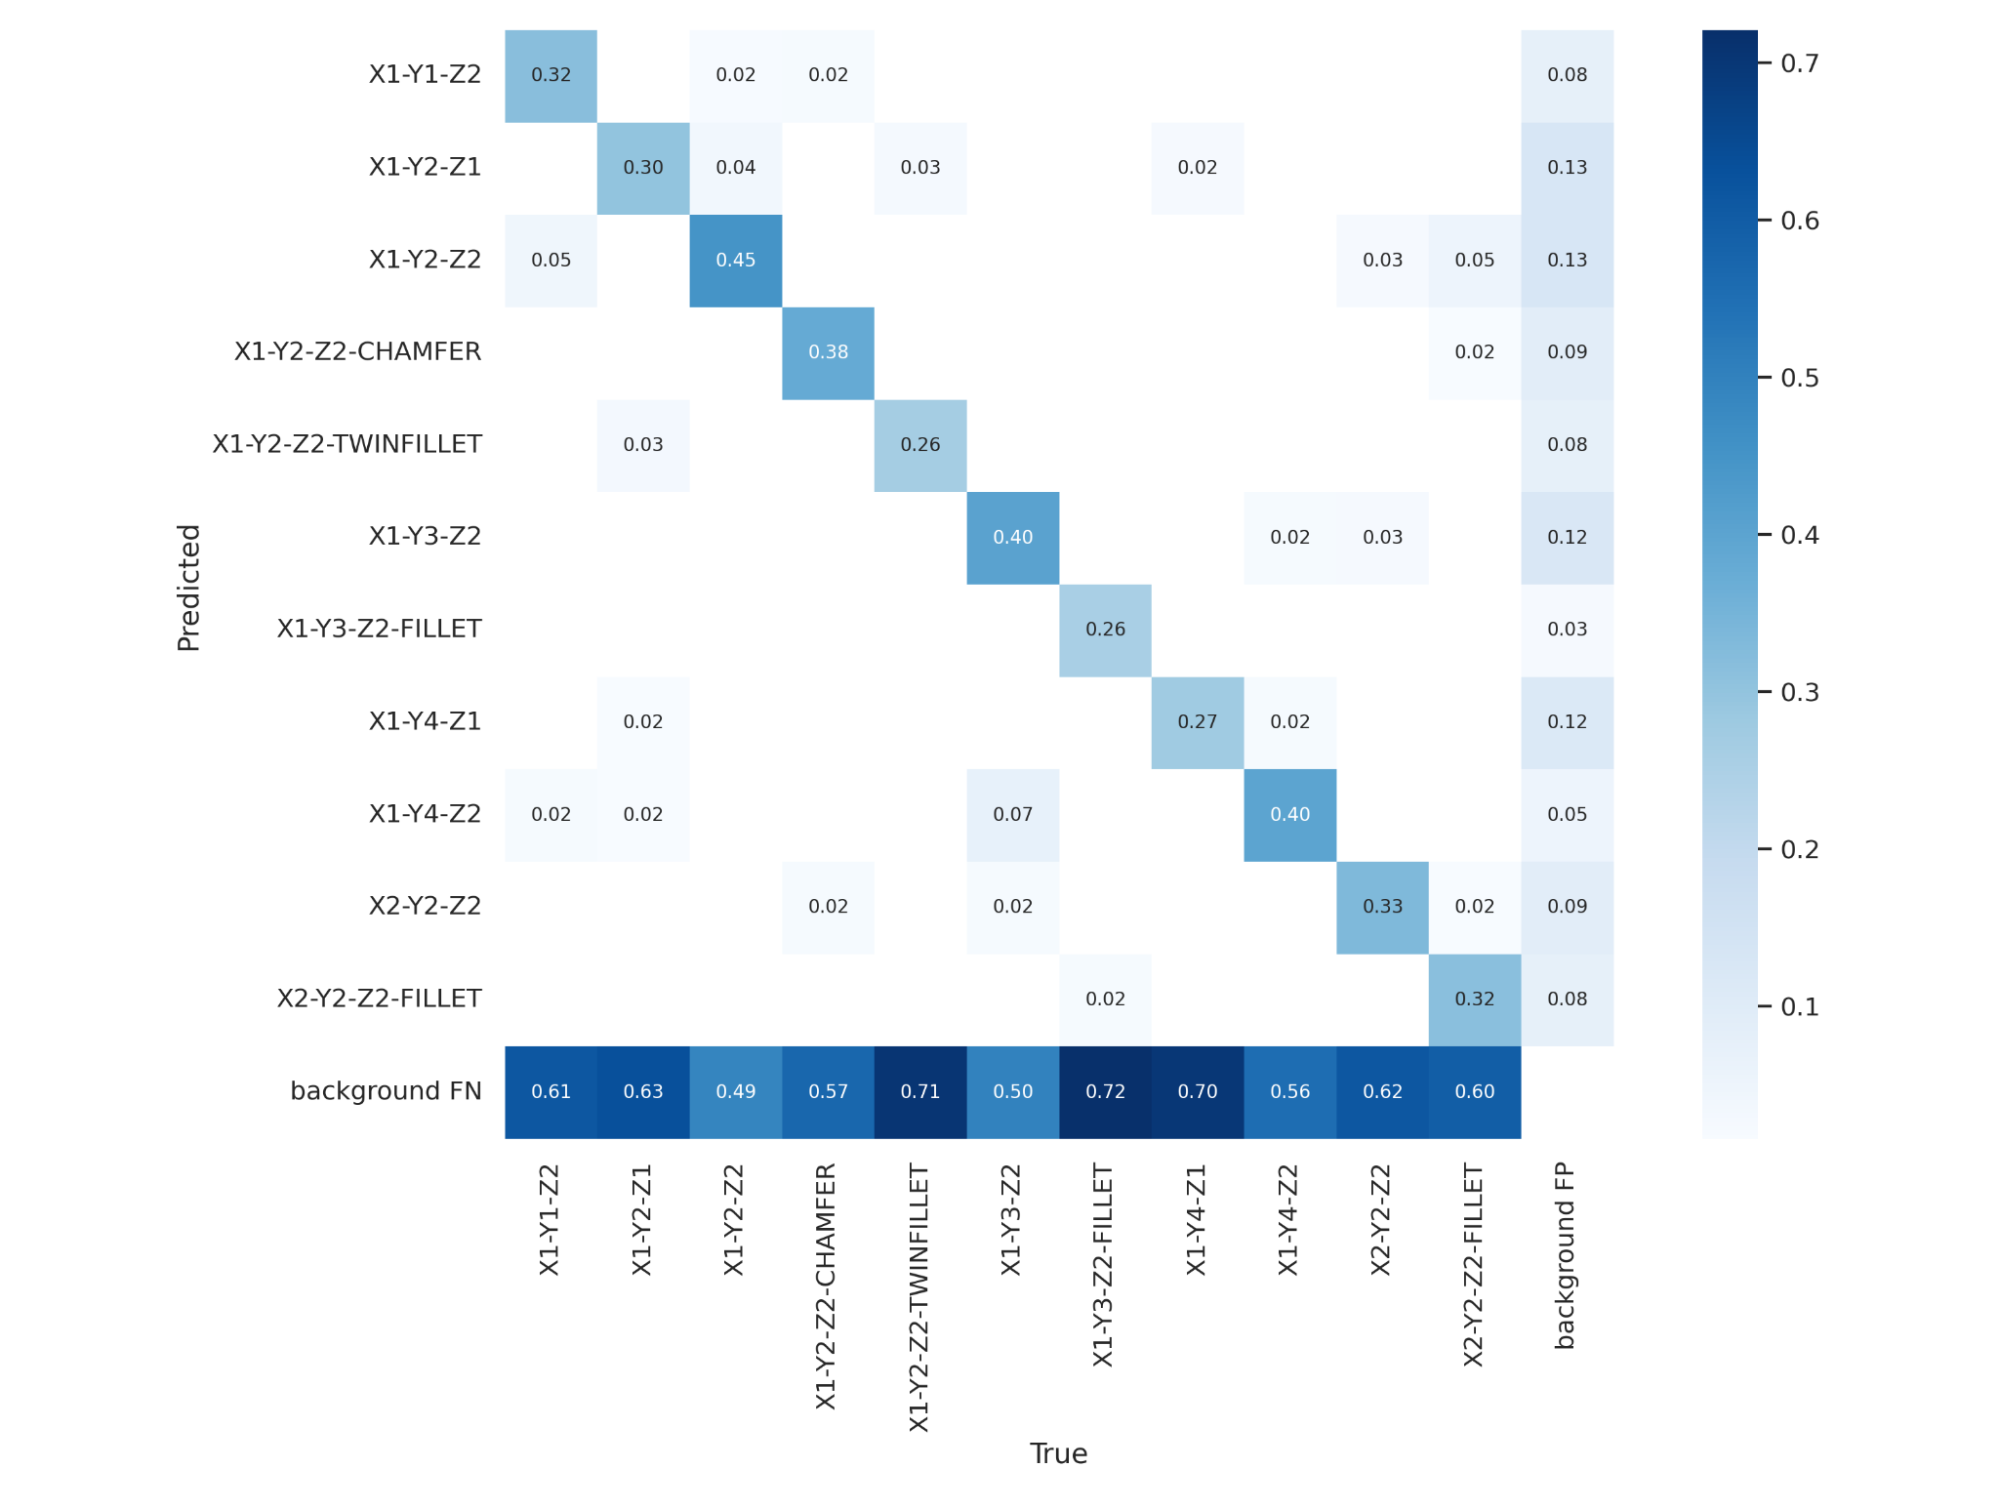 X1-Y1-Z2 0.32 0.02 0.02 0.08
X1-Y2-Z1 0.30 0.04 0.03 0.02 0.13
X1-Y2-Z2 0.05 0.45 0.03 0.05 0.13
X1-Y2-Z2-CHAMFER 0.38 0.02 0.09
X1-Y2-Z2-TWINFILLET 0.03 0.26 0.08
X1-Y3-Z2 0.40 0.02 0.03 0.12
X1-Y3-Z2-FILLET 0.26 0.03
X1-Y4-Z1 0.02 0.27 0.02 0.12
X1-Y4-Z2 0.02 0.02 0.07 0.40 0.05
X2-Y2-Z2 0.02 0.02 0.33 0.02 0.09
X2-Y2-Z2-FILLET 0.02 0.32 0.08
background FN 0.61 0.63 0.49 0.57 0.71 0.50 0.72 0.70 0.56 0.62 0.60
Predicted
X1-Y1-Z2
X1-Y2-Z1
X1-Y2-Z2
X1-Y2-Z2-CHAMFER
X1-Y2-Z2-TWINFILLET
X1-Y3-Z2
X1-Y3-Z2-FILLET
X1-Y4-Z1
X1-Y4-Z2
X2-Y2-Z2
X2-Y2-Z2-FILLET
background FP
True
0.7
0.6
0.5
0.4
0.3
0.2
0.1